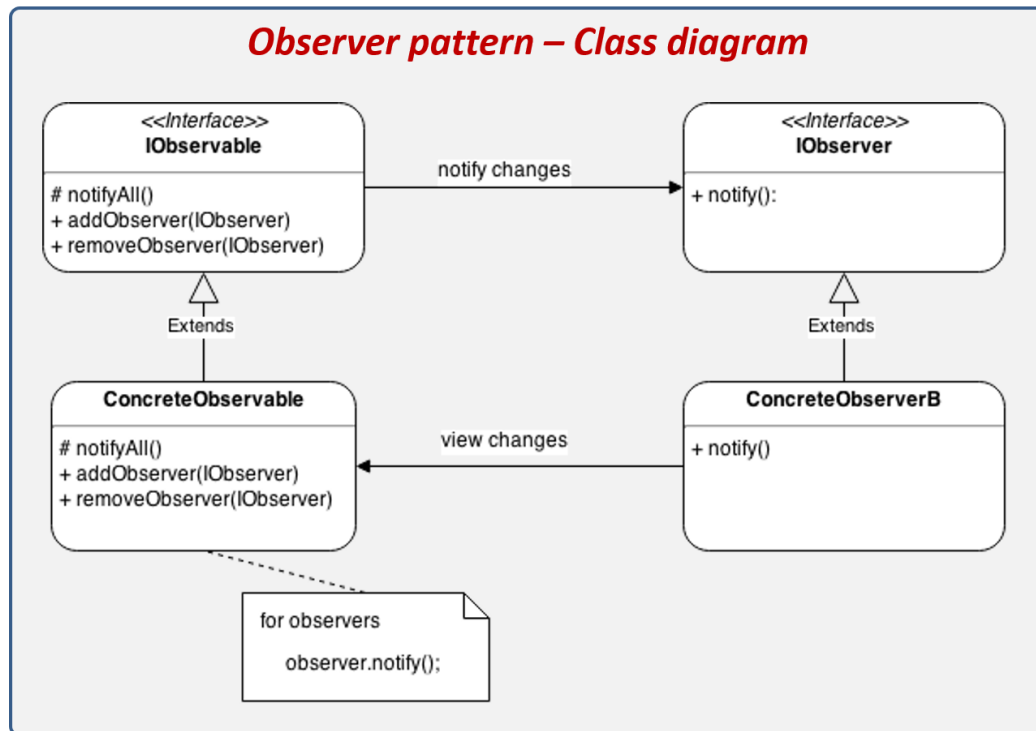 Observer pattern – Class diagram
<<Interface>>
IObservable
# notifyAll()
+ addObserver(IObserver)
+ removeObserver(IObserver)
notify changes
<<Interface>>
IObserver
+ notify():
Extends
Extends
ConcreteObservable
# notifyAll()
+ addObserver(IObserver)
+ removeObserver(IObserver)
view changes
ConcreteObserverB
+ notify()
for observers
observer.notify();